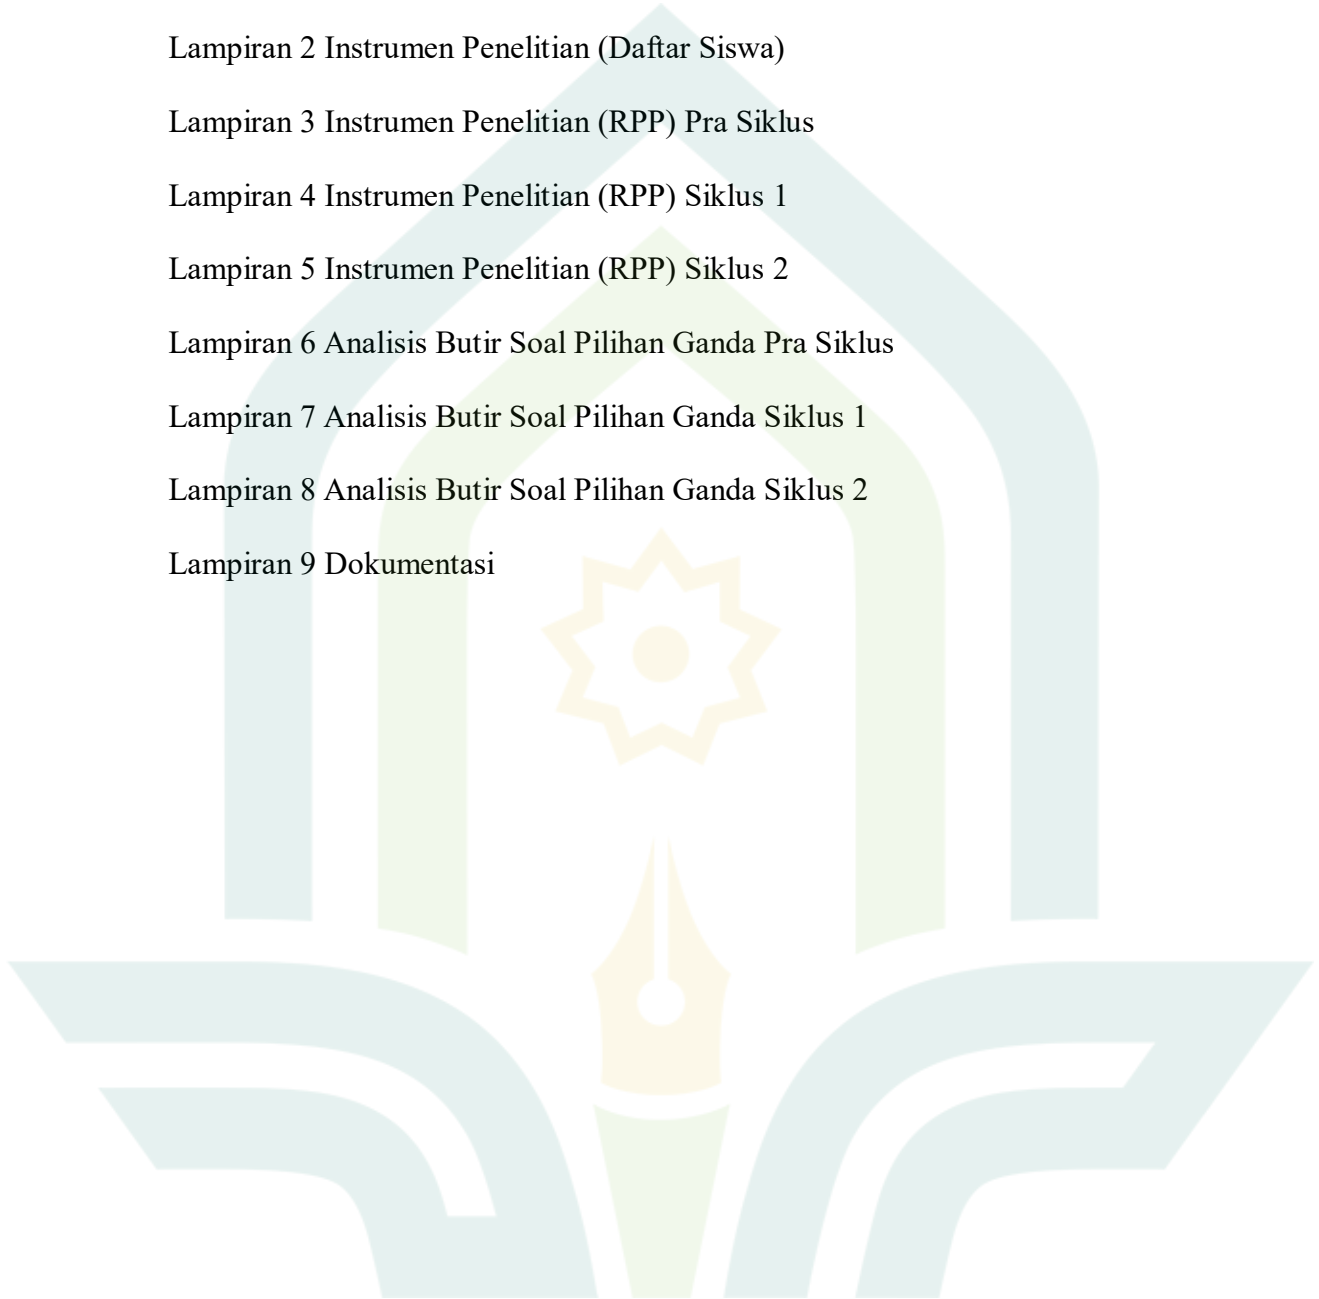 Lampiran 2 Instrumen Penelitian (Daftar Siswa)
Lampiran 3 Instrumen Penelitian (RPP) Pra Siklus
Lampiran 4 Instrumen Penelitian (RPP) Siklus 1
Lampiran 5 Instrumen Penelitian (RPP) Siklus 2
Lampiran 6 Analisis Butir Soal Pilihan Ganda Pra Siklus
Lampiran 7 Analisis Butir Soal Pilihan Ganda Siklus 1
Lampiran 8 Analisis Butir Soal Pilihan Ganda Siklus 2
Lampiran 9 Dokumentasi